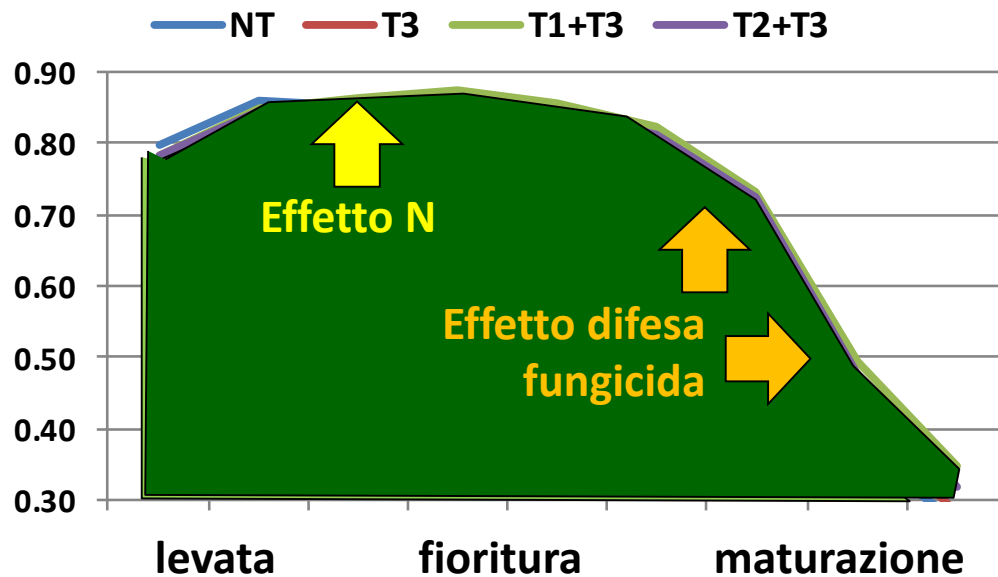 NT T3 T1+T3 T2+T3
0.90
0.80
0.70
0.60
0.50
0.40
0.30
Effetto N
Effetto difesa
fungicida
levata fioritura maturazione